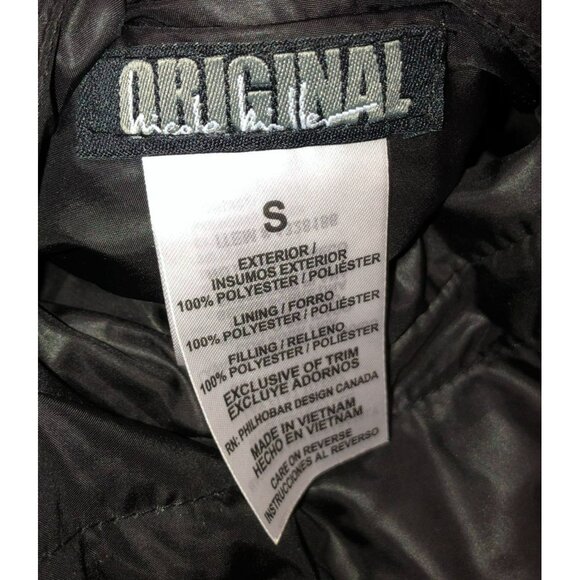 ORIGINAL
nicole miller
S
EXTERIOR /
INSUMOS EXTERIOR
100% POLYESTER / POLIÉSTER
LINING / FORRO
100% POLYESTER / POLIÉSTER
FILLING / RELLENO
100% POLYESTER / POLIÉSTER
EXCLUSIVE OF TRIM
EXCLUYE ADORNOS
RN: PHILHOBAR DESIGN CANADA
MADE IN VIETNAM
HECHO EN VIETNAM
CARE ON REVERSE
INSTRUCCIONES AL REVERSO